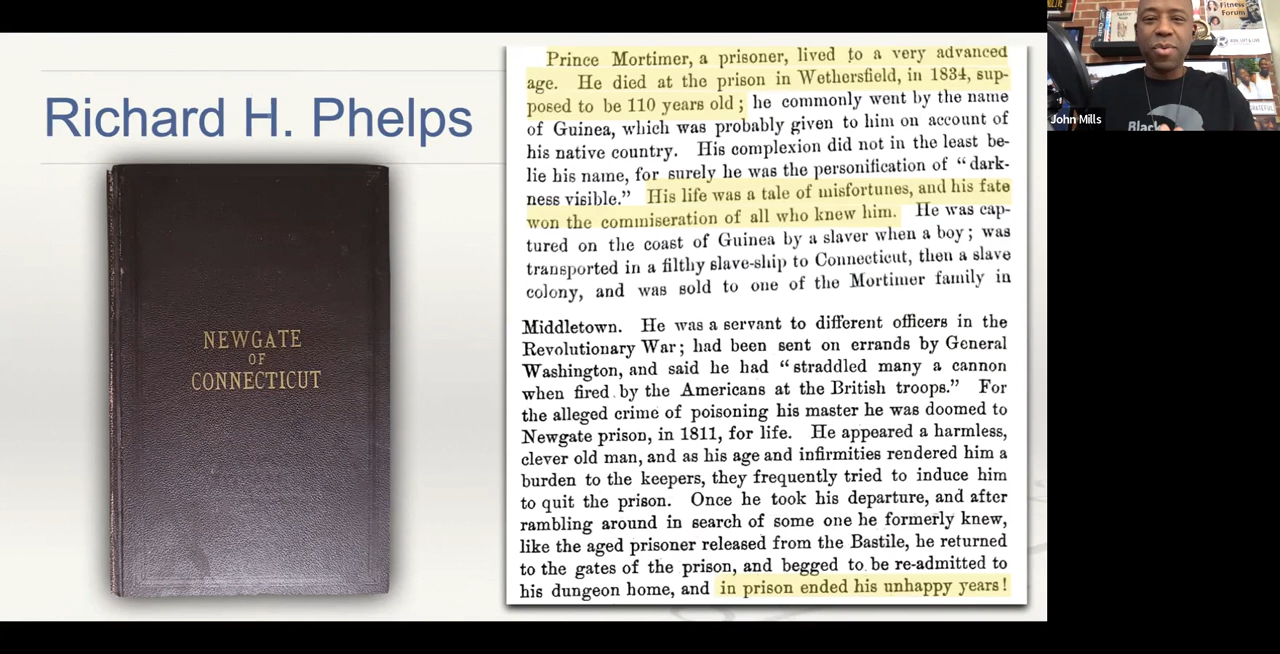 Richard H. Phelps
NEWGATE
OF
CONNECTICUT
Prince Mortimer, a prisoner, lived to a very advanced
age. He died at the prison in Wethersfield, in 1834, sup-
posed to be 110 years old; he commonly went by the name
of Guinea, which was probably given to him on account of
his native country. His complexion did not in the least be-
lie his name, for surely he was the personification of "dark-
ness visible." His life was a tale of misfortunes, and his fate
won the commiseration of all who knew him. He was cap-
tured on the coast of Guinea by a slaver when a boy; was
transported in a filthy slave-ship to Connecticut, then a slave
colony, and was sold to one of the Mortimer family in
Middletown. He was a servant to different officers in the
Revolutionary War; had been sent on errands by General
Washington, and said he had "straddled many a cannon
when fired by the Americans at the British troops." For
the alleged crime of poisoning his master he was doomed to
Newgate prison, in 1811, for life. He appeared a harmless,
clever old man, and as his age and infirmities rendered him a
burden to the keepers, they frequently tried to induce him
to quit the prison. Once he took his departure, and after
rambling around in search of some one he formerly knew,
like the aged prisoner released from the Bastile, he returned
to the gates of the prison, and begged to be re-admitted to
his dungeon home, and in prison ended his unhappy years!
Fitness
Forum
John Mills
Black